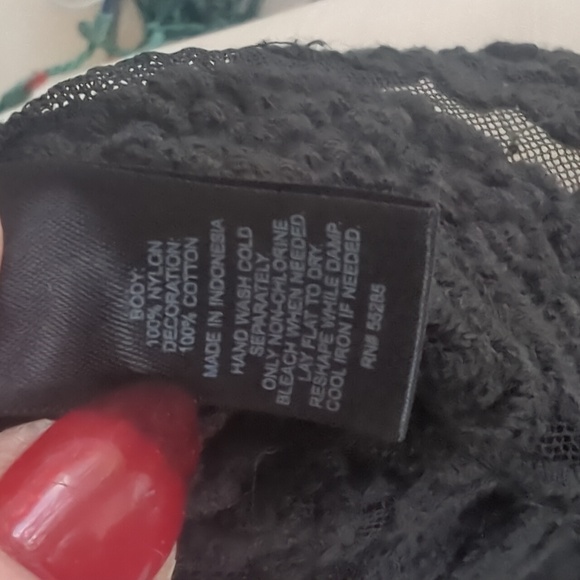 BODY:
100% NYLON
DECORATION:
100% COTTON
MADE IN INDONESIA
HAND WASH COLD
SEPARATELY
ONLY NON-CHLORINE
BLEACH WHEN NEEDED.
LAY FLAT TO DRY.
RESHAPE WHILE DAMP.
COOL IRON IF NEEDED.
RN# 55285